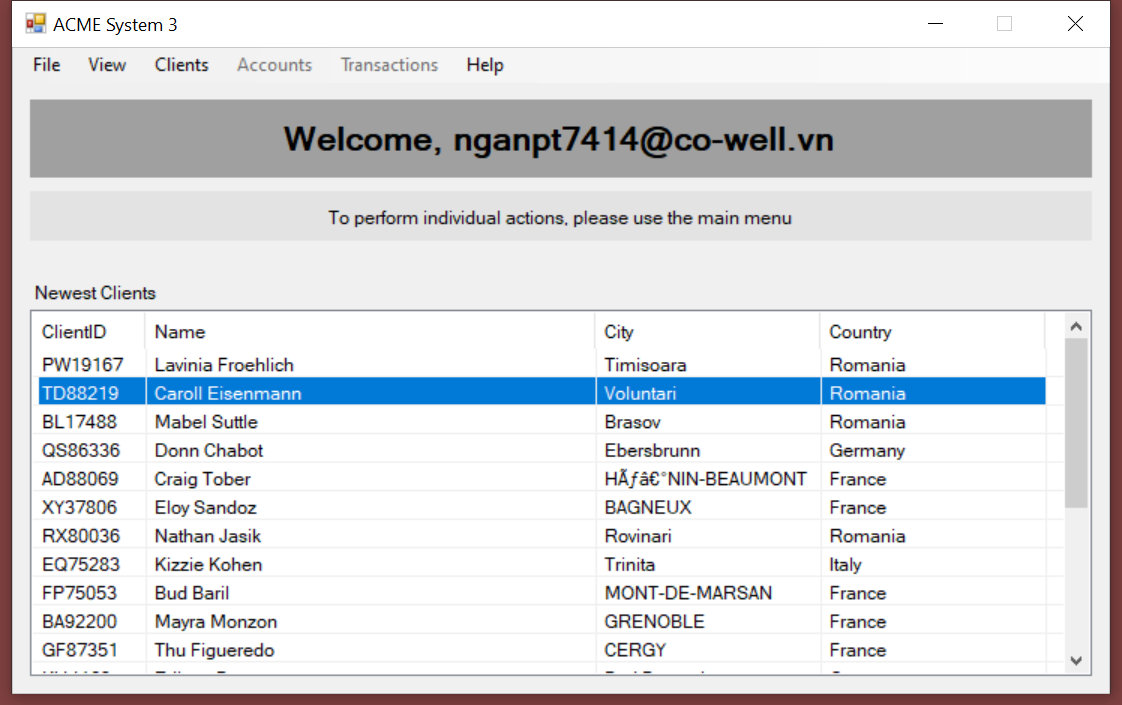 ACME System 3
File View Clients Accounts Transactions Help
Welcome, nganpt7414@co-well.vn
To perform individual actions, please use the main menu
Newest Clients
ClientID Name City Country
PW19167 Lavinia Froehlich Timisoara Romania
TD88219 Caroll Eisenmann Voluntari Romania
BL17488 Mabel Suttle Brasov Romania
QS86336 Donn Chabot Ebersbrunn Germany
AD88069 Craig Tober HÃƒâ€°NIN-BEAUMONT France
XY37806 Eloy Sandoz BAGNEUX France
RX80036 Nathan Jasik Rovinari Romania
EQ75283 Kizzie Kohen Trinita Italy
FP75053 Bud Baril MONT-DE-MARSAN France
BA92200 Mayra Monzon GRENOBLE France
GF87351 Thu Figueredo CERGY France